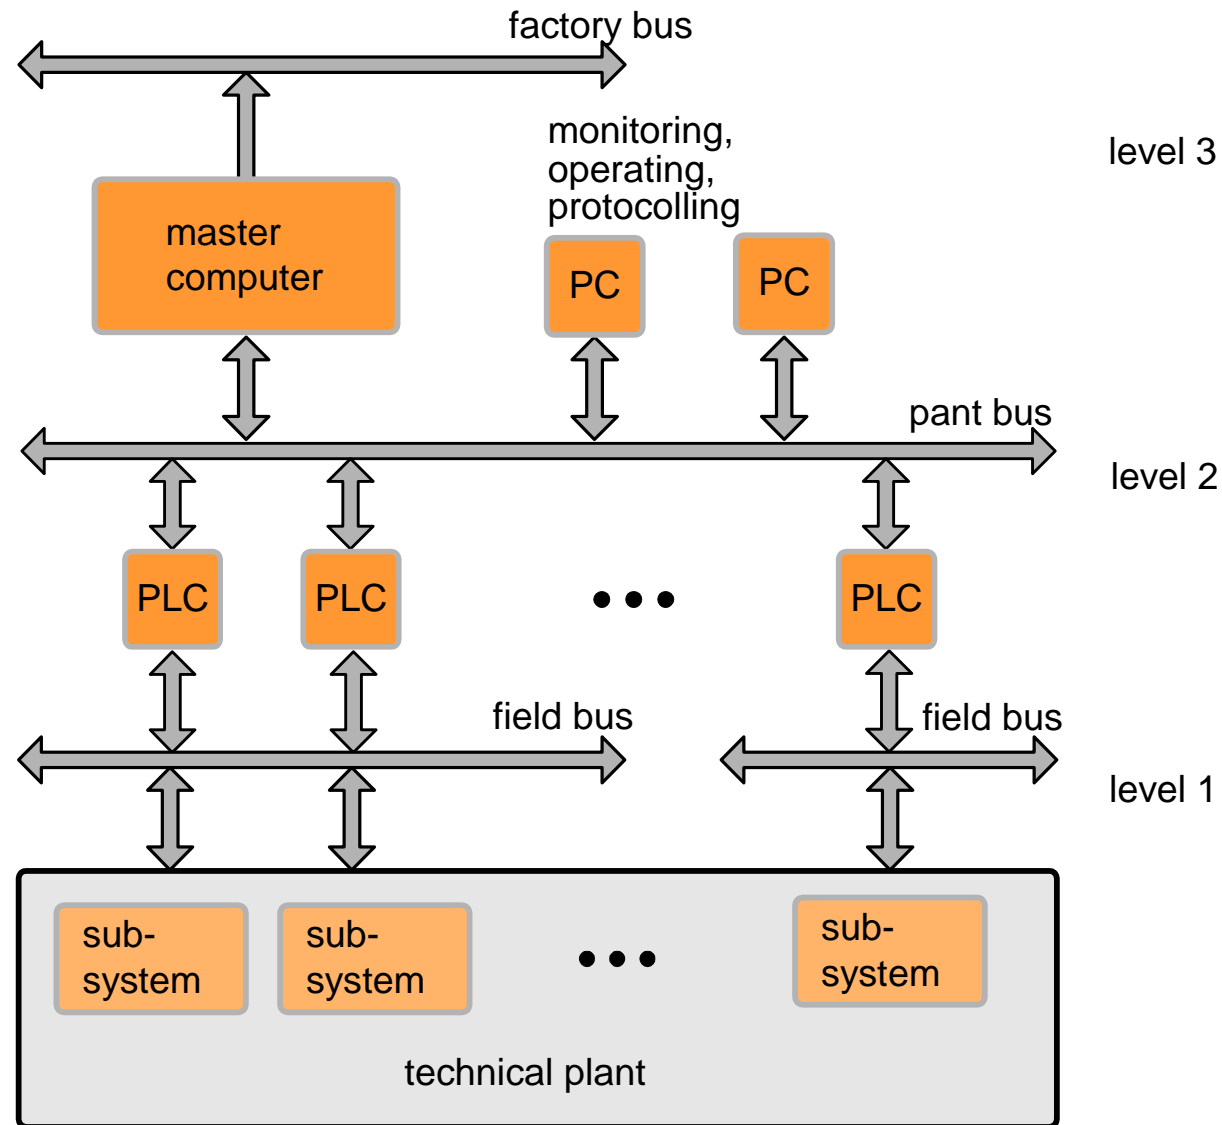 factory bus
monitoring,
operating,
protocolling
level 3
master
computer
PC
PC
pant bus
level 2
PLC
PLC
PLC
field bus
field bus
level 1
sub-
system
sub-
system
sub-
system
technical plant